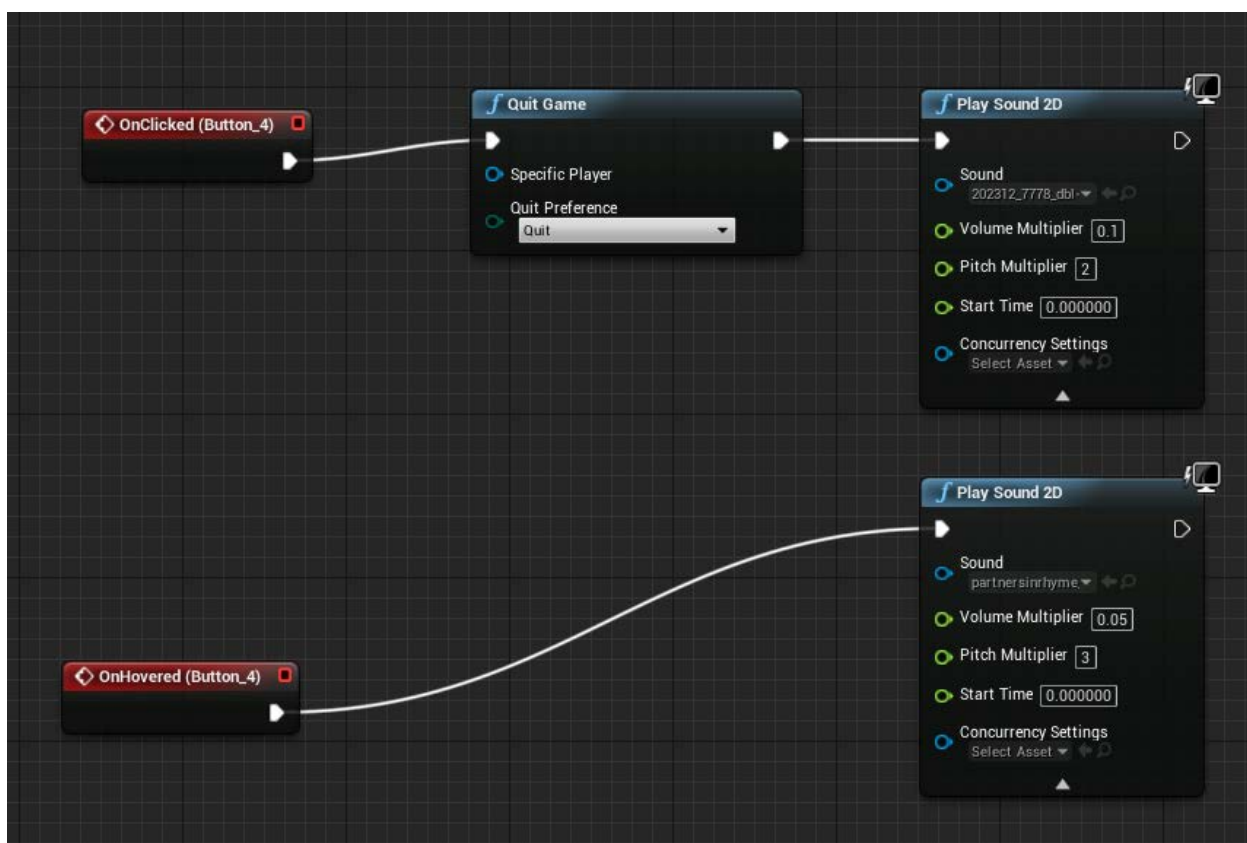 OnClicked (Button_4)
Quit Game
Specific Player
Quit Preference
Quit
Play Sound 2D
Sound
202312_7778_dbl-
Volume Multiplier 0.1
Pitch Multiplier 2
Start Time 0.000000
Concurrency Settings
Select Asset
OnHovered (Button_4)
Play Sound 2D
Sound
partnersinrhyme.
Volume Multiplier 0.05
Pitch Multiplier 3
Start Time 0.000000
Concurrency Settings
Select Asset